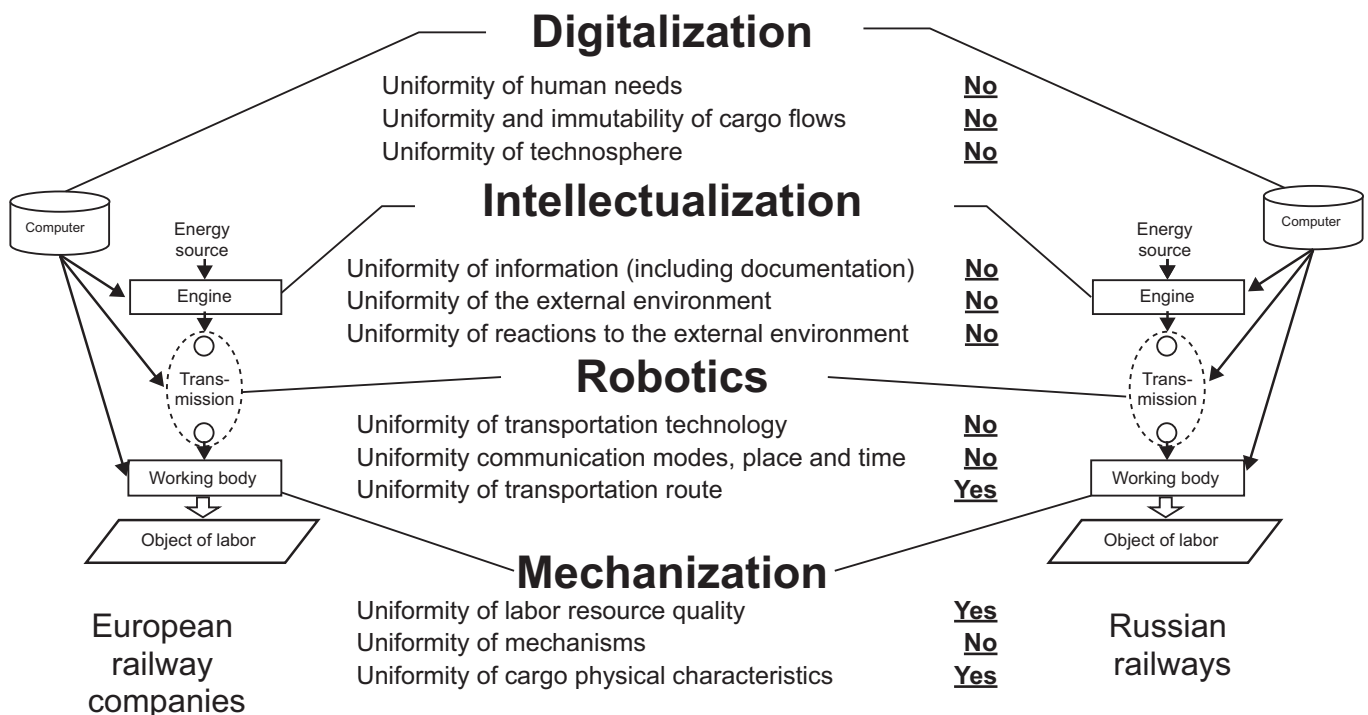 Digitalization
Uniformity of human needs No
Uniformity and immutability of cargo flows No
Uniformity of technosphere No
Intellectualization
Computer
Energy
source
Engine
Trans-
mission
Working body
Object of labor
European
railway
companies
Uniformity of information (including documentation) No
Uniformity of the external environment No
Uniformity of reactions to the external environment No
Robotics
Uniformity of transportation technology No
Uniformity communication modes, place and time No
Uniformity of transportation route Yes
Mechanization
Uniformity of labor resource quality Yes
Uniformity of mechanisms No
Uniformity of cargo physical characteristics Yes
Computer
Energy
source
Engine
Trans-
mission
Working body
Object of labor
Russian
railways